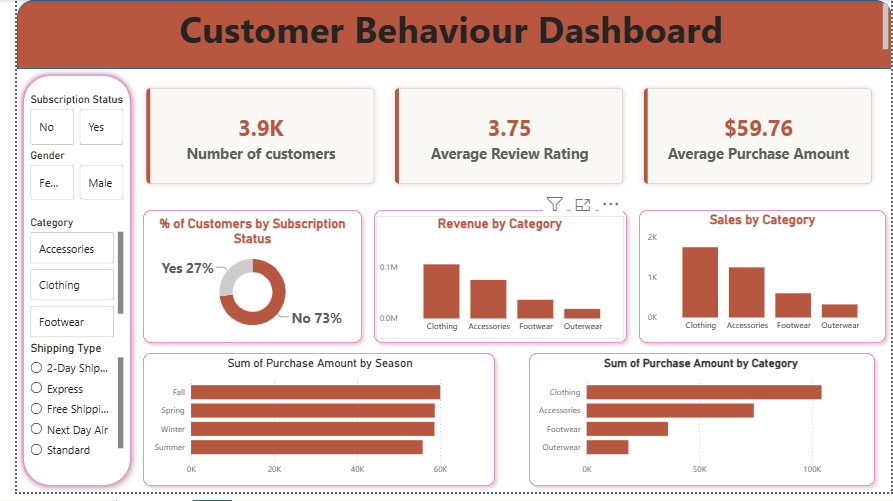 Customer Behaviour Dashboard
Subscription Status
No
Yes
Gender
Fe...
Male
Category
Accessories
Clothing
Footwear
Shipping Type
2-Day Ship...
Express
Free Shippi...
Next Day Air
Standard
3.9K
Number of customers
3.75
Average Review Rating
$59.76
Average Purchase Amount
% of Customers by Subscription
Status
Yes 27%
No 73%
Revenue by Category
0.1M
0.0M
Clothing Accessories Footwear Outerwear
Sales by Category
2K
1K
0K
Clothing Accessories Footwear Outerwear
Sum of Purchase Amount by Season
Fall
Spring
Winter
Summer
0K 20K 40K 60K
Sum of Purchase Amount by Category
Clothing
Accessories
Footwear
Outerwear
0K 50K 100K